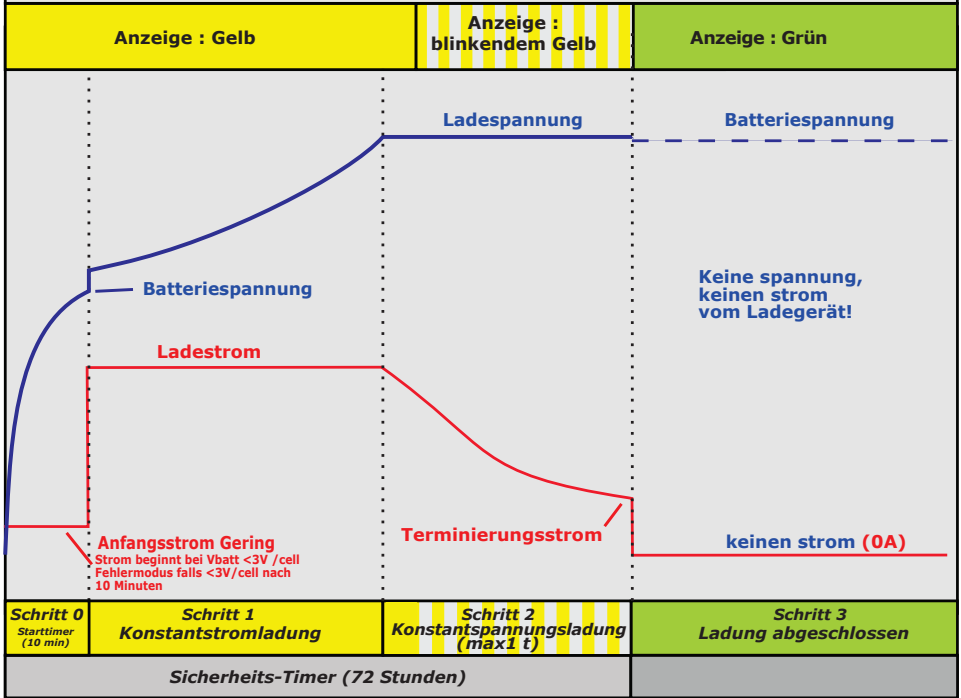 Anzeige : Gelb
Anzeige :
blinkendem Gelb
Anzeige : Grün
Ladespannung
Batteriespannung
Batteriespannung
Keine spannung,
keinen strom
vom Ladegerät!
Ladestrom
Terminierungsstrom
Anfangsstrom Gering
Strom beginnt bei Vbatt <3V /cell
Fehlermodus falls <3V/cell nach
10 Minuten
keinen strom (0A)
Schritt 0
Starttimer
(10 min)
Schritt 1
Konstantstromladung
Schritt 2
Konstantspannungsladung
(max1 t)
Schritt 3
Ladung abgeschlossen
Sicherheits-Timer (72 Stunden)